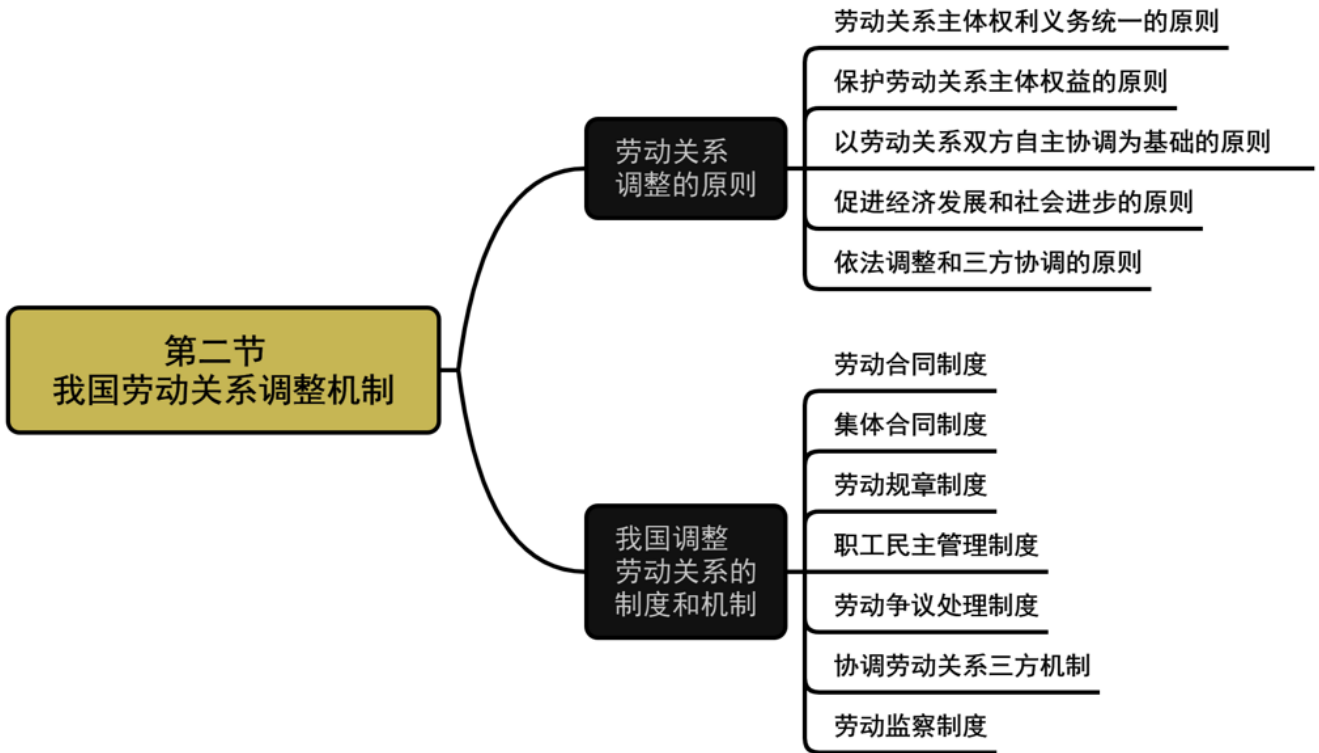 第二节
我国劳动关系调整机制
劳动关系
调整的原则
劳动关系主体权利义务统一的原则
保护劳动关系主体权益的原则
以劳动关系双方自主协调为基础的原则
促进经济发展和社会进步的原则
依法调整和三方协调的原则
我国调整
劳动关系的
制度和机制
劳动合同制度
集体合同制度
劳动规章制度
职工民主管理制度
劳动争议处理制度
协调劳动关系三方机制
劳动监察制度